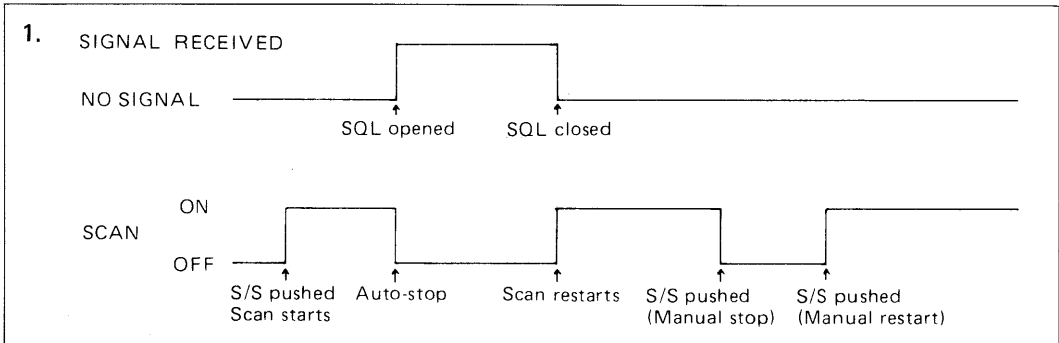 1.
SIGNAL RECEIVED
NO SIGNAL
SQL opened
SQL closed
SCAN
ON
OFF
S/S pushed
Scan starts
Auto-stop
Scan restarts
S/S pushed
(Manual stop)
S/S pushed
(Manual restart)